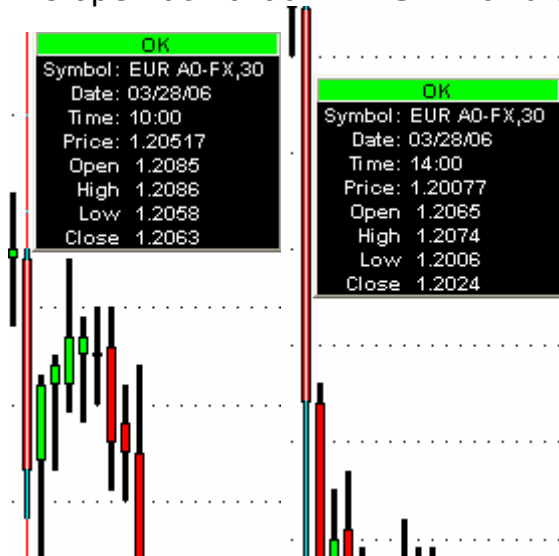 OK
Symbol: EUR A0-FX,30
Date: 03/28/06
Time: 10:00
Price: 1.20517
Open 1.2085
High 1.2086
Low 1.2058
Close 1.2063
OK
Symbol: EUR A0-FX,30
Date: 03/28/06
Time: 14:00
Price: 1.20077
Open 1.2065
High 1.2074
Low 1.2006
Close 1.2024